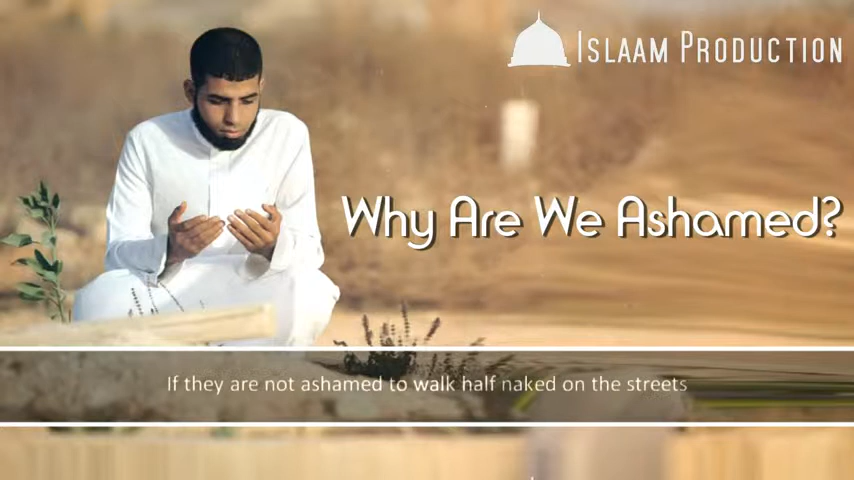 Islaam Production
Why Are We Ashamed?
If they are not ashamed to walk half naked on the streets